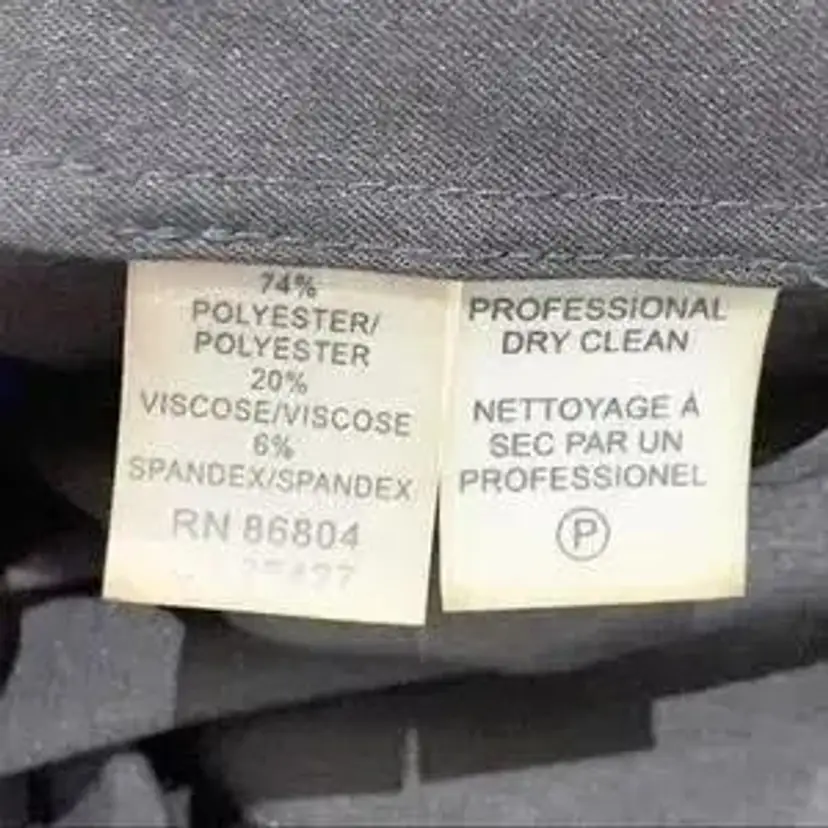 74%
POLYESTER/
POLYESTER
20%
VISCOSE/VISCOSE
6%
SPANDEX/SPANDEX
RN 86804
PROFESSIONAL
DRY CLEAN
NETTOYAGE À
SEC PAR UN
PROFESSIONEL
P